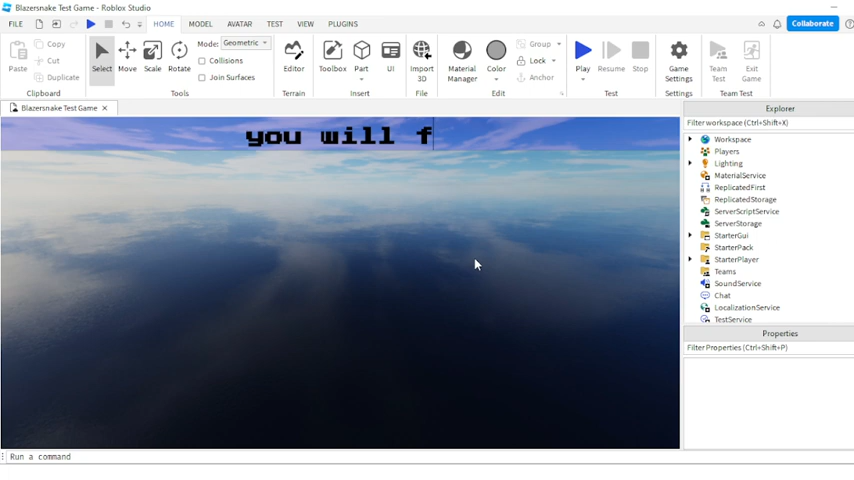 Blazersnake Test Game - Roblox Studio
FILE HOME MODEL AVATAR TEST VIEW PLUGINS Collaborate
Paste Copy Cut Duplicate Clipboard
Select Move Scale Rotate Mode: Geometric Collisions Join Surfaces Tools
Editor Terrain
Toolbox Part UI Insert
Import 3D File
Material Manager Color Group Lock Anchor Edit
Play Resume Stop Test
Game Settings Settings
Team Test Exit Game Team Test
Blazersnake Test Game
you will f
Explorer
Filter workspace (Ctrl+Shift+X)
Workspace
Players
Lighting
MaterialService
ReplicatedFirst
ReplicatedStorage
ServerScriptService
ServerStorage
StarterGui
StarterPack
StarterPlayer
Teams
SoundService
Chat
LocalizationService
TestService
Properties
Filter Properties (Ctrl+Shift+P)
Run a command